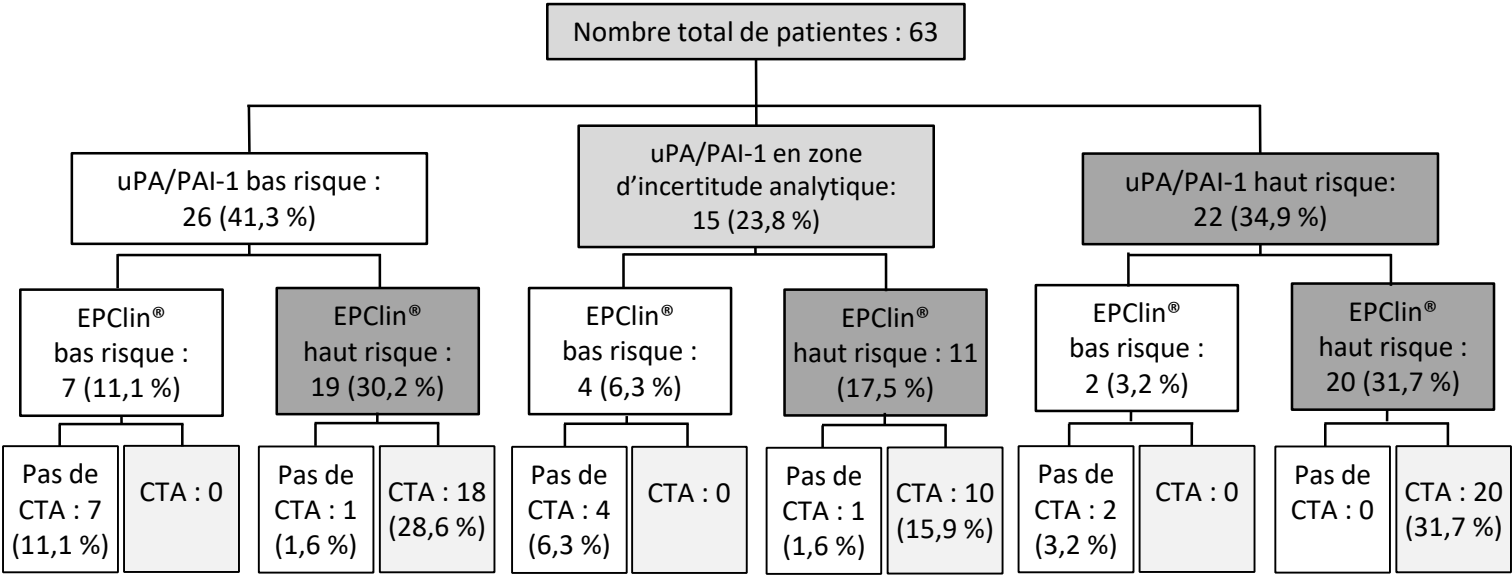 Nombre total de patientes : 63
uPA/PAI-1 bas risque :
26 (41,3 %)
uPA/PAI-1 en zone
d’incertitude analytique:
15 (23,8 %)
uPA/PAI-1 haut risque:
22 (34,9 %)
EPClin®
bas risque :
7 (11,1 %)
EPClin®
haut risque :
19 (30,2 %)
EPClin®
bas risque :
4 (6,3 %)
EPClin®
haut risque : 11
(17,5 %)
EPClin®
bas risque :
2 (3,2 %)
EPClin®
haut risque :
20 (31,7 %)
Pas de
CTA : 7
(11,1 %)
CTA : 0
Pas de
CTA : 1
(1,6 %)
CTA : 18
(28,6 %)
Pas de
CTA : 4
(6,3 %)
CTA : 0
Pas de
CTA : 1
(1,6 %)
CTA : 10
(15,9 %)
Pas de
CTA : 2
(3,2 %)
CTA : 0
Pas de
CTA : 0
CTA : 20
(31,7 %)